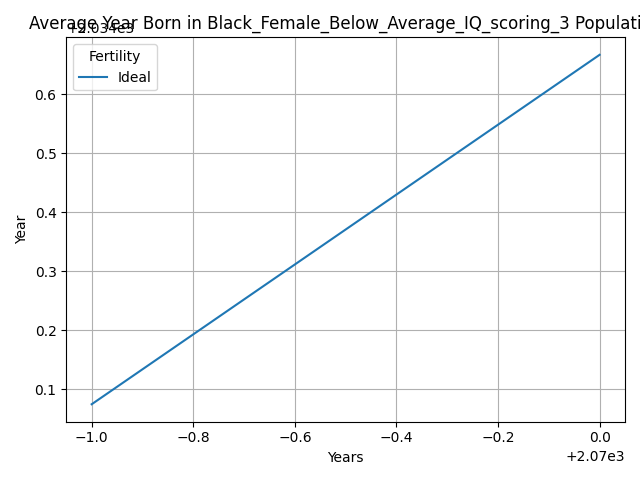 Average Year Born in Black_Female_Below_Average_IQ_scoring_3 Populati
+2.034e3
Fertility
Ideal
0.6
0.5
0.4
0.3
0.2
0.1
Year
−1.0 −0.8 −0.6 −0.4 −0.2 0.0
Years
+2.07e3